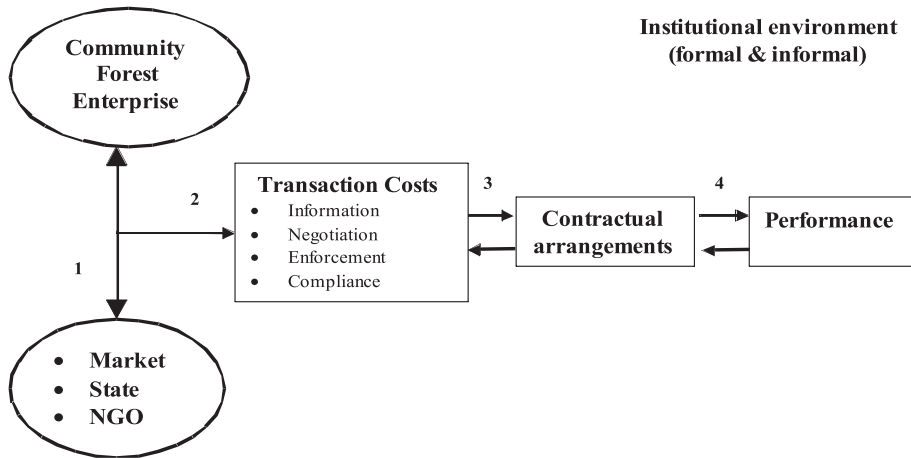 Institutional environment
(formal & informal)
Community
Forest
Enterprise
1
2
Transaction Costs
• Information
• Negotiation
• Enforcement
• Compliance
3
Contractual
arrangements
4
Performance
• Market
• State
• NGO